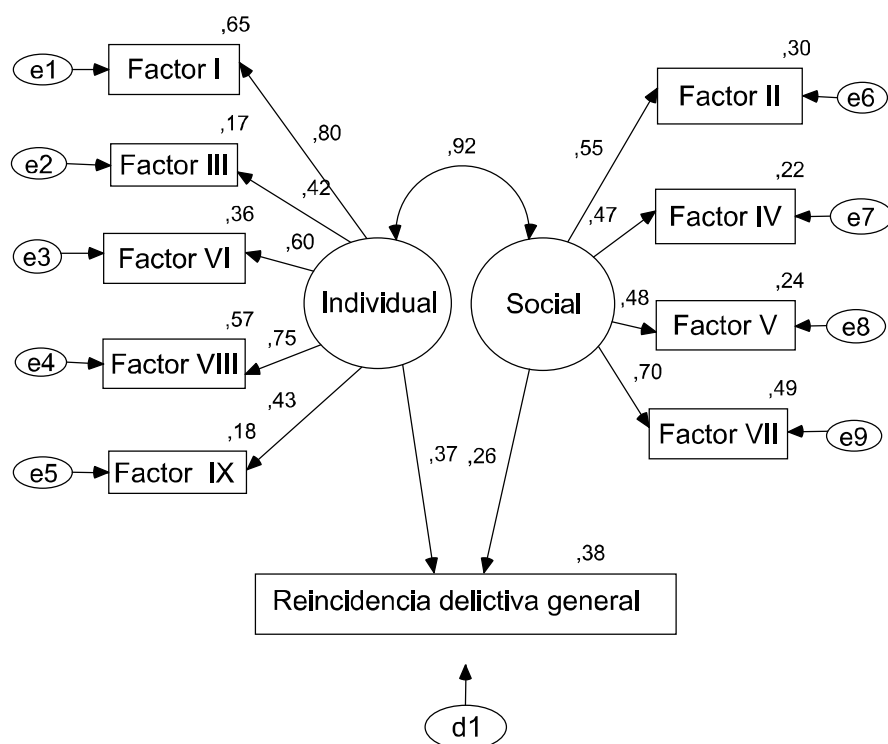 ,65
e1
Factor I
,30
Factor II
e6
,17
e2
Factor III
,80
,92
,55
,42
,22
,36
,47
Factor IV
e7
e3
Factor VI
,60
Individual
Social
,24
,57
,48
Factor V
e8
e4
Factor VIII
,75
,70
,49
,43
,18
Factor VII
e9
e5
Factor IX
,37
,26
,38
Reincidencia delictiva general
d1